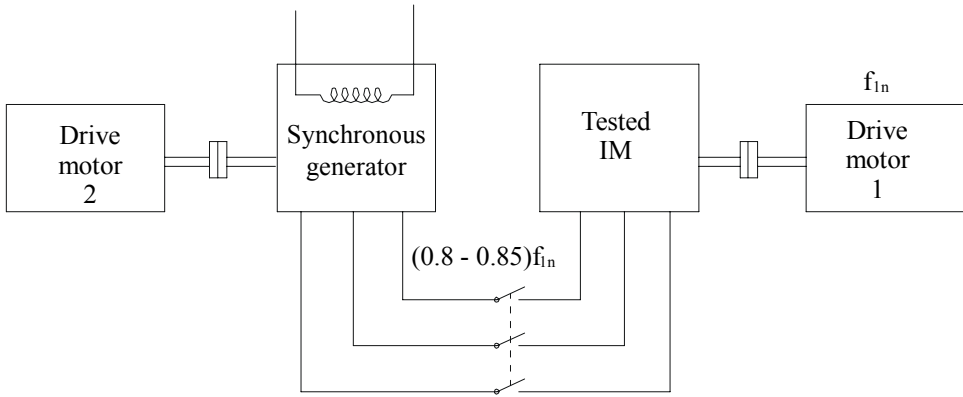 Drive
motor
2
Synchronous
generator
Tested
IM
f₁ₙ
Drive
motor
1
(0.8 - 0.85)f₁ₙ